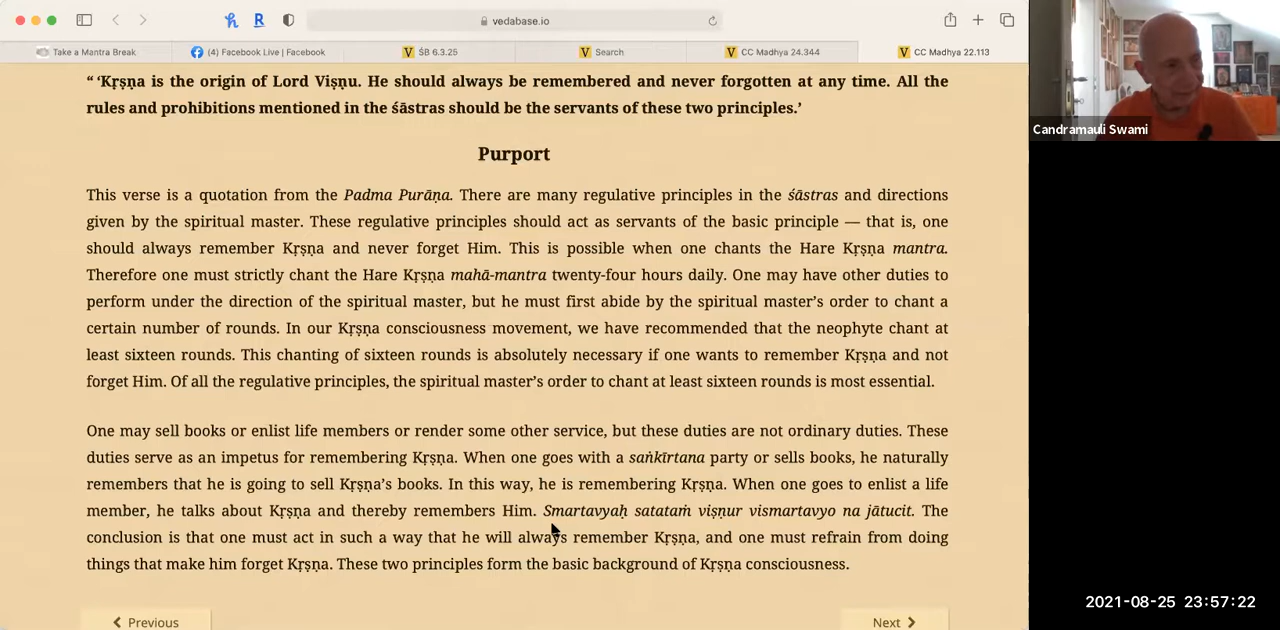 vedabase.io
Take a Mantra Break
(4) Facebook Live | Facebook
ŚB 6.3.25
Search
CC Madhya 24.344
CC Madhya 22.113
“ ‘Kṛṣṇa is the origin of Lord Viṣṇu. He should always be remembered and never forgotten at any time. All the
rules and prohibitions mentioned in the śāstras should be the servants of these two principles.’
Purport
This verse is a quotation from the Padma Purāṇa. There are many regulative principles in the śāstras and directions
given by the spiritual master. These regulative principles should act as servants of the basic principle — that is, one
should always remember Kṛṣṇa and never forget Him. This is possible when one chants the Hare Kṛṣṇa mantra.
Therefore one must strictly chant the Hare Kṛṣṇa mahā-mantra twenty-four hours daily. One may have other duties to
perform under the direction of the spiritual master, but he must first abide by the spiritual master’s order to chant a
certain number of rounds. In our Kṛṣṇa consciousness movement, we have recommended that the neophyte chant at
least sixteen rounds. This chanting of sixteen rounds is absolutely necessary if one wants to remember Kṛṣṇa and not
forget Him. Of all the regulative principles, the spiritual master’s order to chant at least sixteen rounds is most essential.
One may sell books or enlist life members or render some other service, but these duties are not ordinary duties. These
duties serve as an impetus for remembering Kṛṣṇa. When one goes with a saṅkīrtana party or sells books, he naturally
remembers that he is going to sell Kṛṣṇa’s books. In this way, he is remembering Kṛṣṇa. When one goes to enlist a life
member, he talks about Kṛṣṇa and thereby remembers Him. Smartavyaḥ satataṁ viṣṇur vismartavyo na jātucit. The
conclusion is that one must act in such a way that he will always remember Kṛṣṇa, and one must refrain from doing
things that make him forget Kṛṣṇa. These two principles form the basic background of Kṛṣṇa consciousness.
Previous
Next
Candramauli Swami
2021-08-25 23:57:22